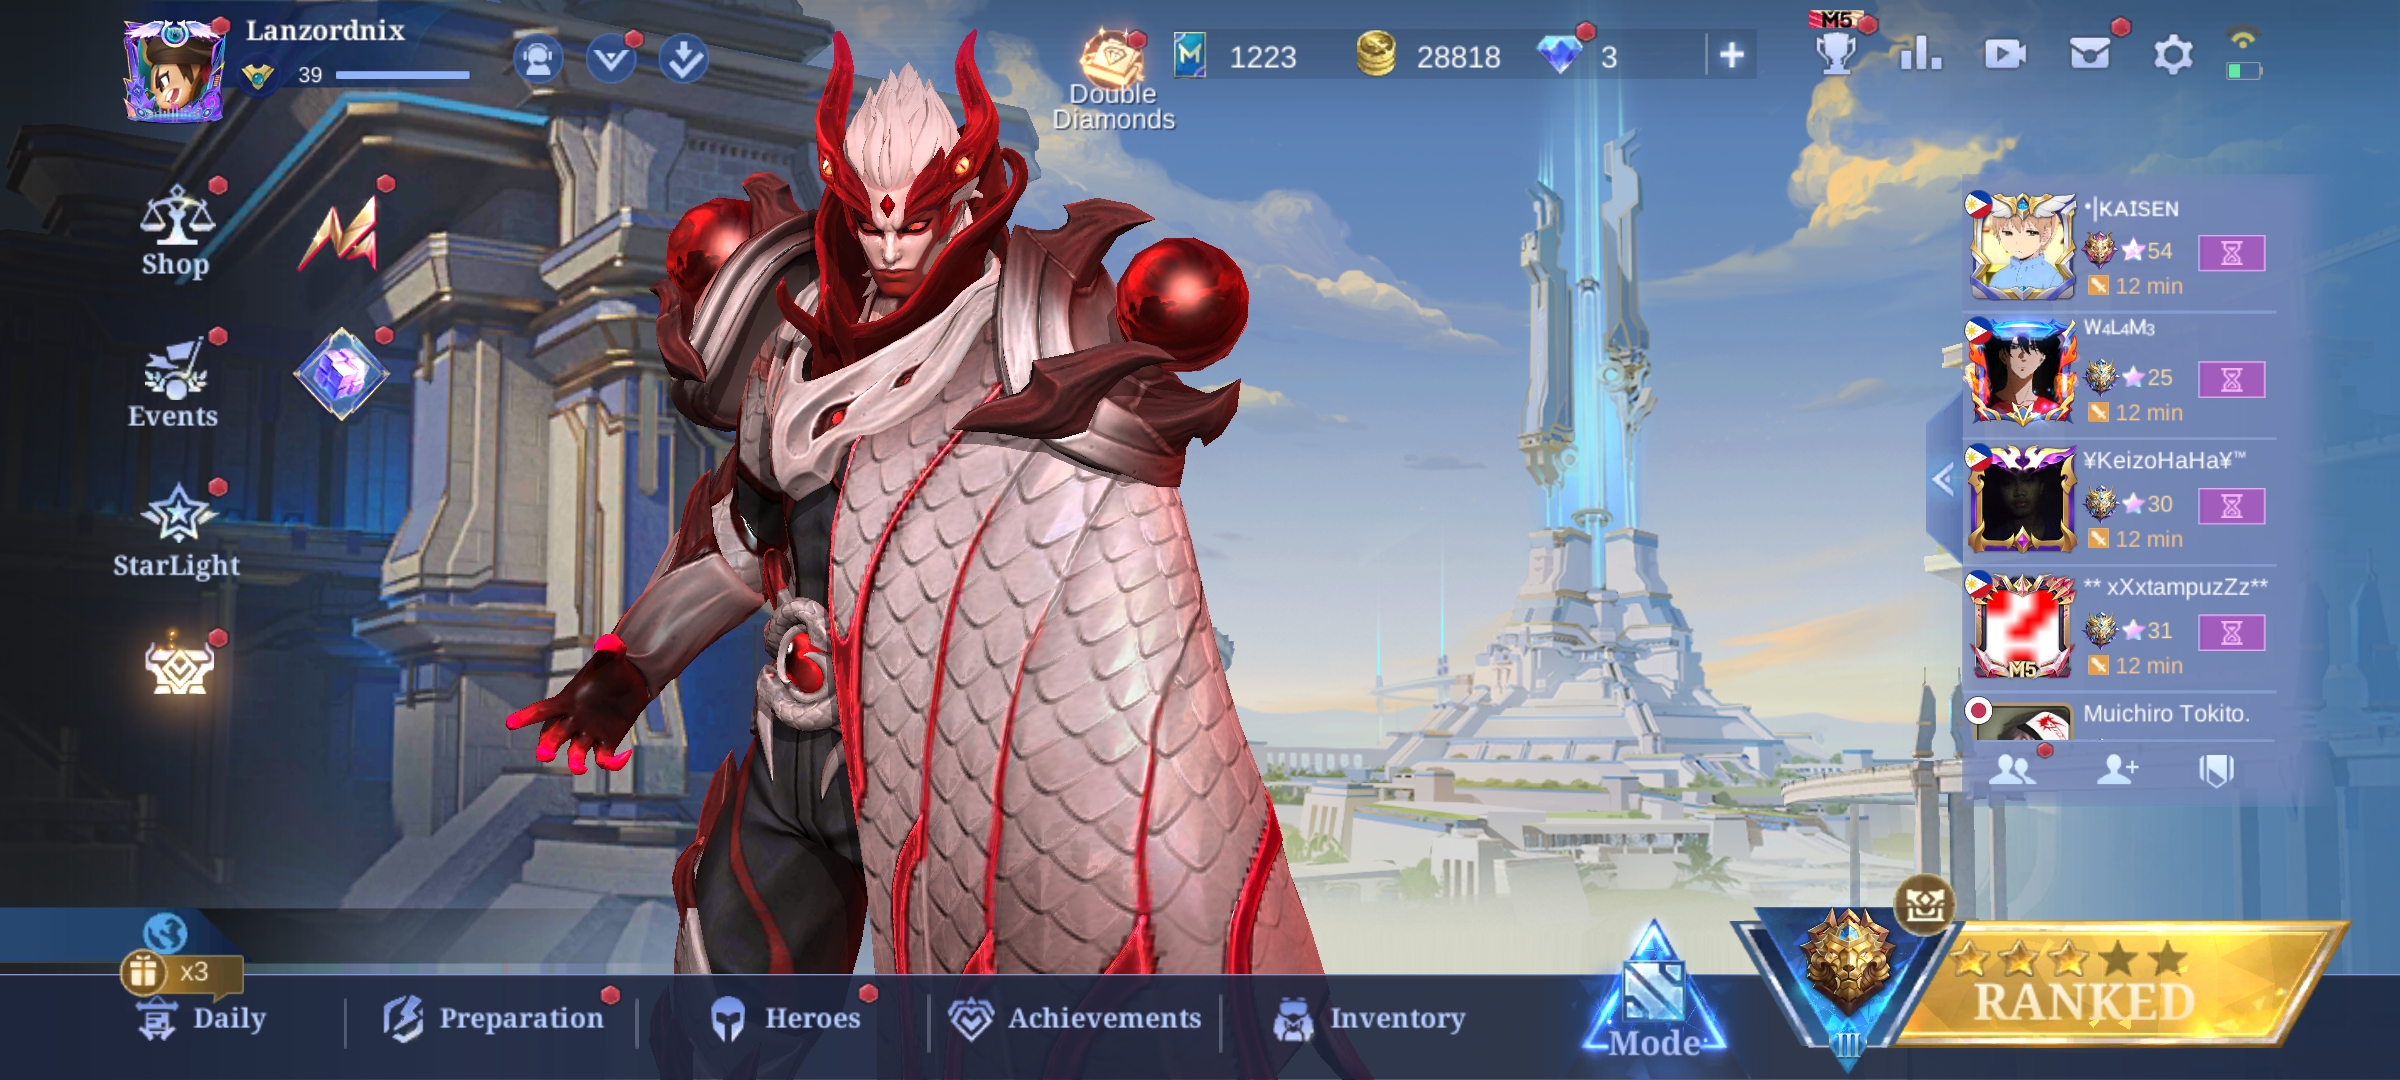 Lanzordnix
39
Double
Diamonds
1223
28818
3
M5
Shop
Events
StarLight
•|KAISEN
54
12 min
W4L4M3
25
12 min
¥KeizoHaHa¥™
30
12 min
** xXxtampuzZz**
31
12 min
M5
Muichiro Tokito.
x3
Daily
Preparation
Heroes
Achievements
Inventory
Mode
III
RANKED